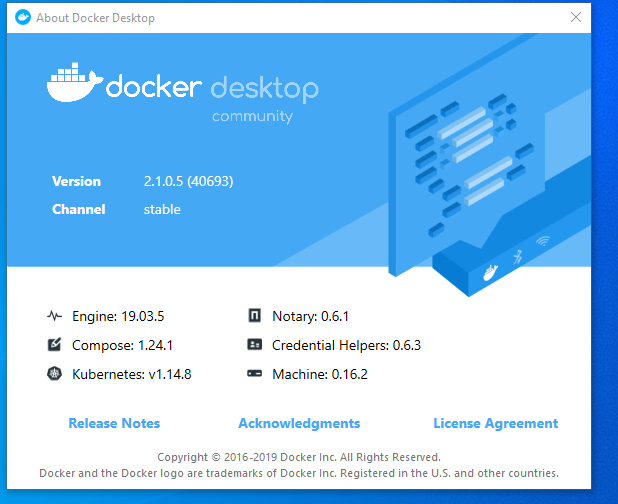 About Docker Desktop
docker desktop
community
Version 2.1.0.5 (40693)
Channel stable
Engine: 19.03.5 Notary: 0.6.1
Compose: 1.24.1 Credential Helpers: 0.6.3
Kubernetes: v1.14.8 Machine: 0.16.2
Release Notes Acknowledgments License Agreement
Copyright © 2016-2019 Docker Inc. All Rights Reserved.
Docker and the Docker logo are trademarks of Docker Inc. Registered in the U.S. and other countries.